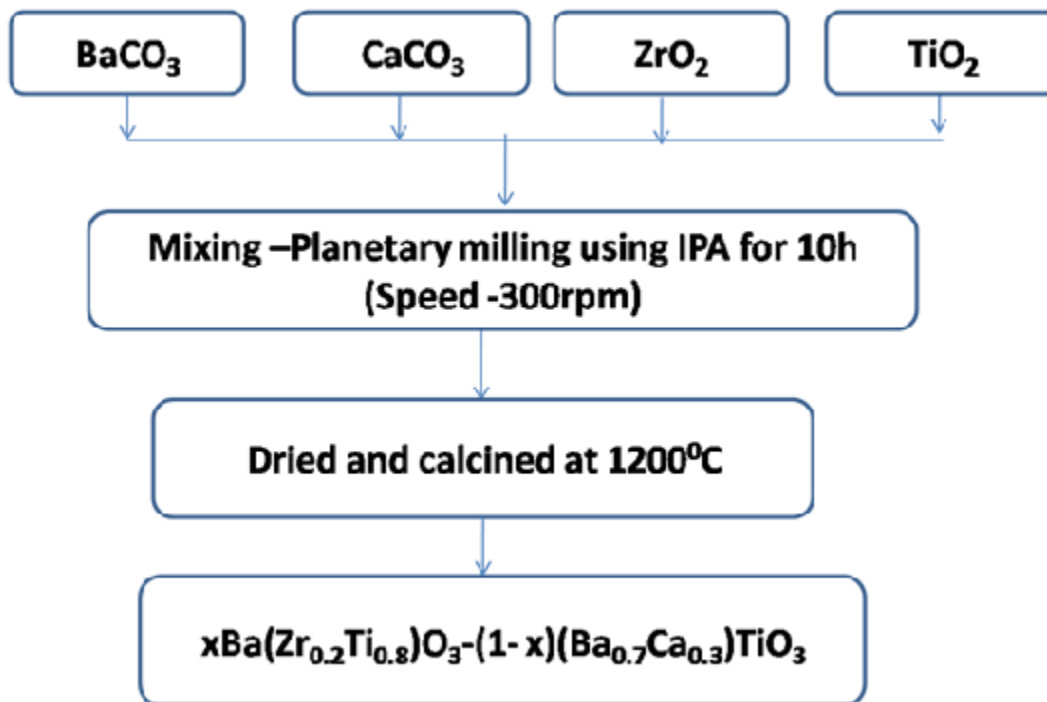 BaCO₃ CaCO₃ ZrO₂ TiO₂
Mixing –Planetary milling using IPA for 10h
(Speed -300rpm)
Dried and calcined at 1200⁰C
xBa(Zr₀.₂Ti₀.₈)O₃-(1- x)(Ba₀.₇Ca₀.₃)TiO₃